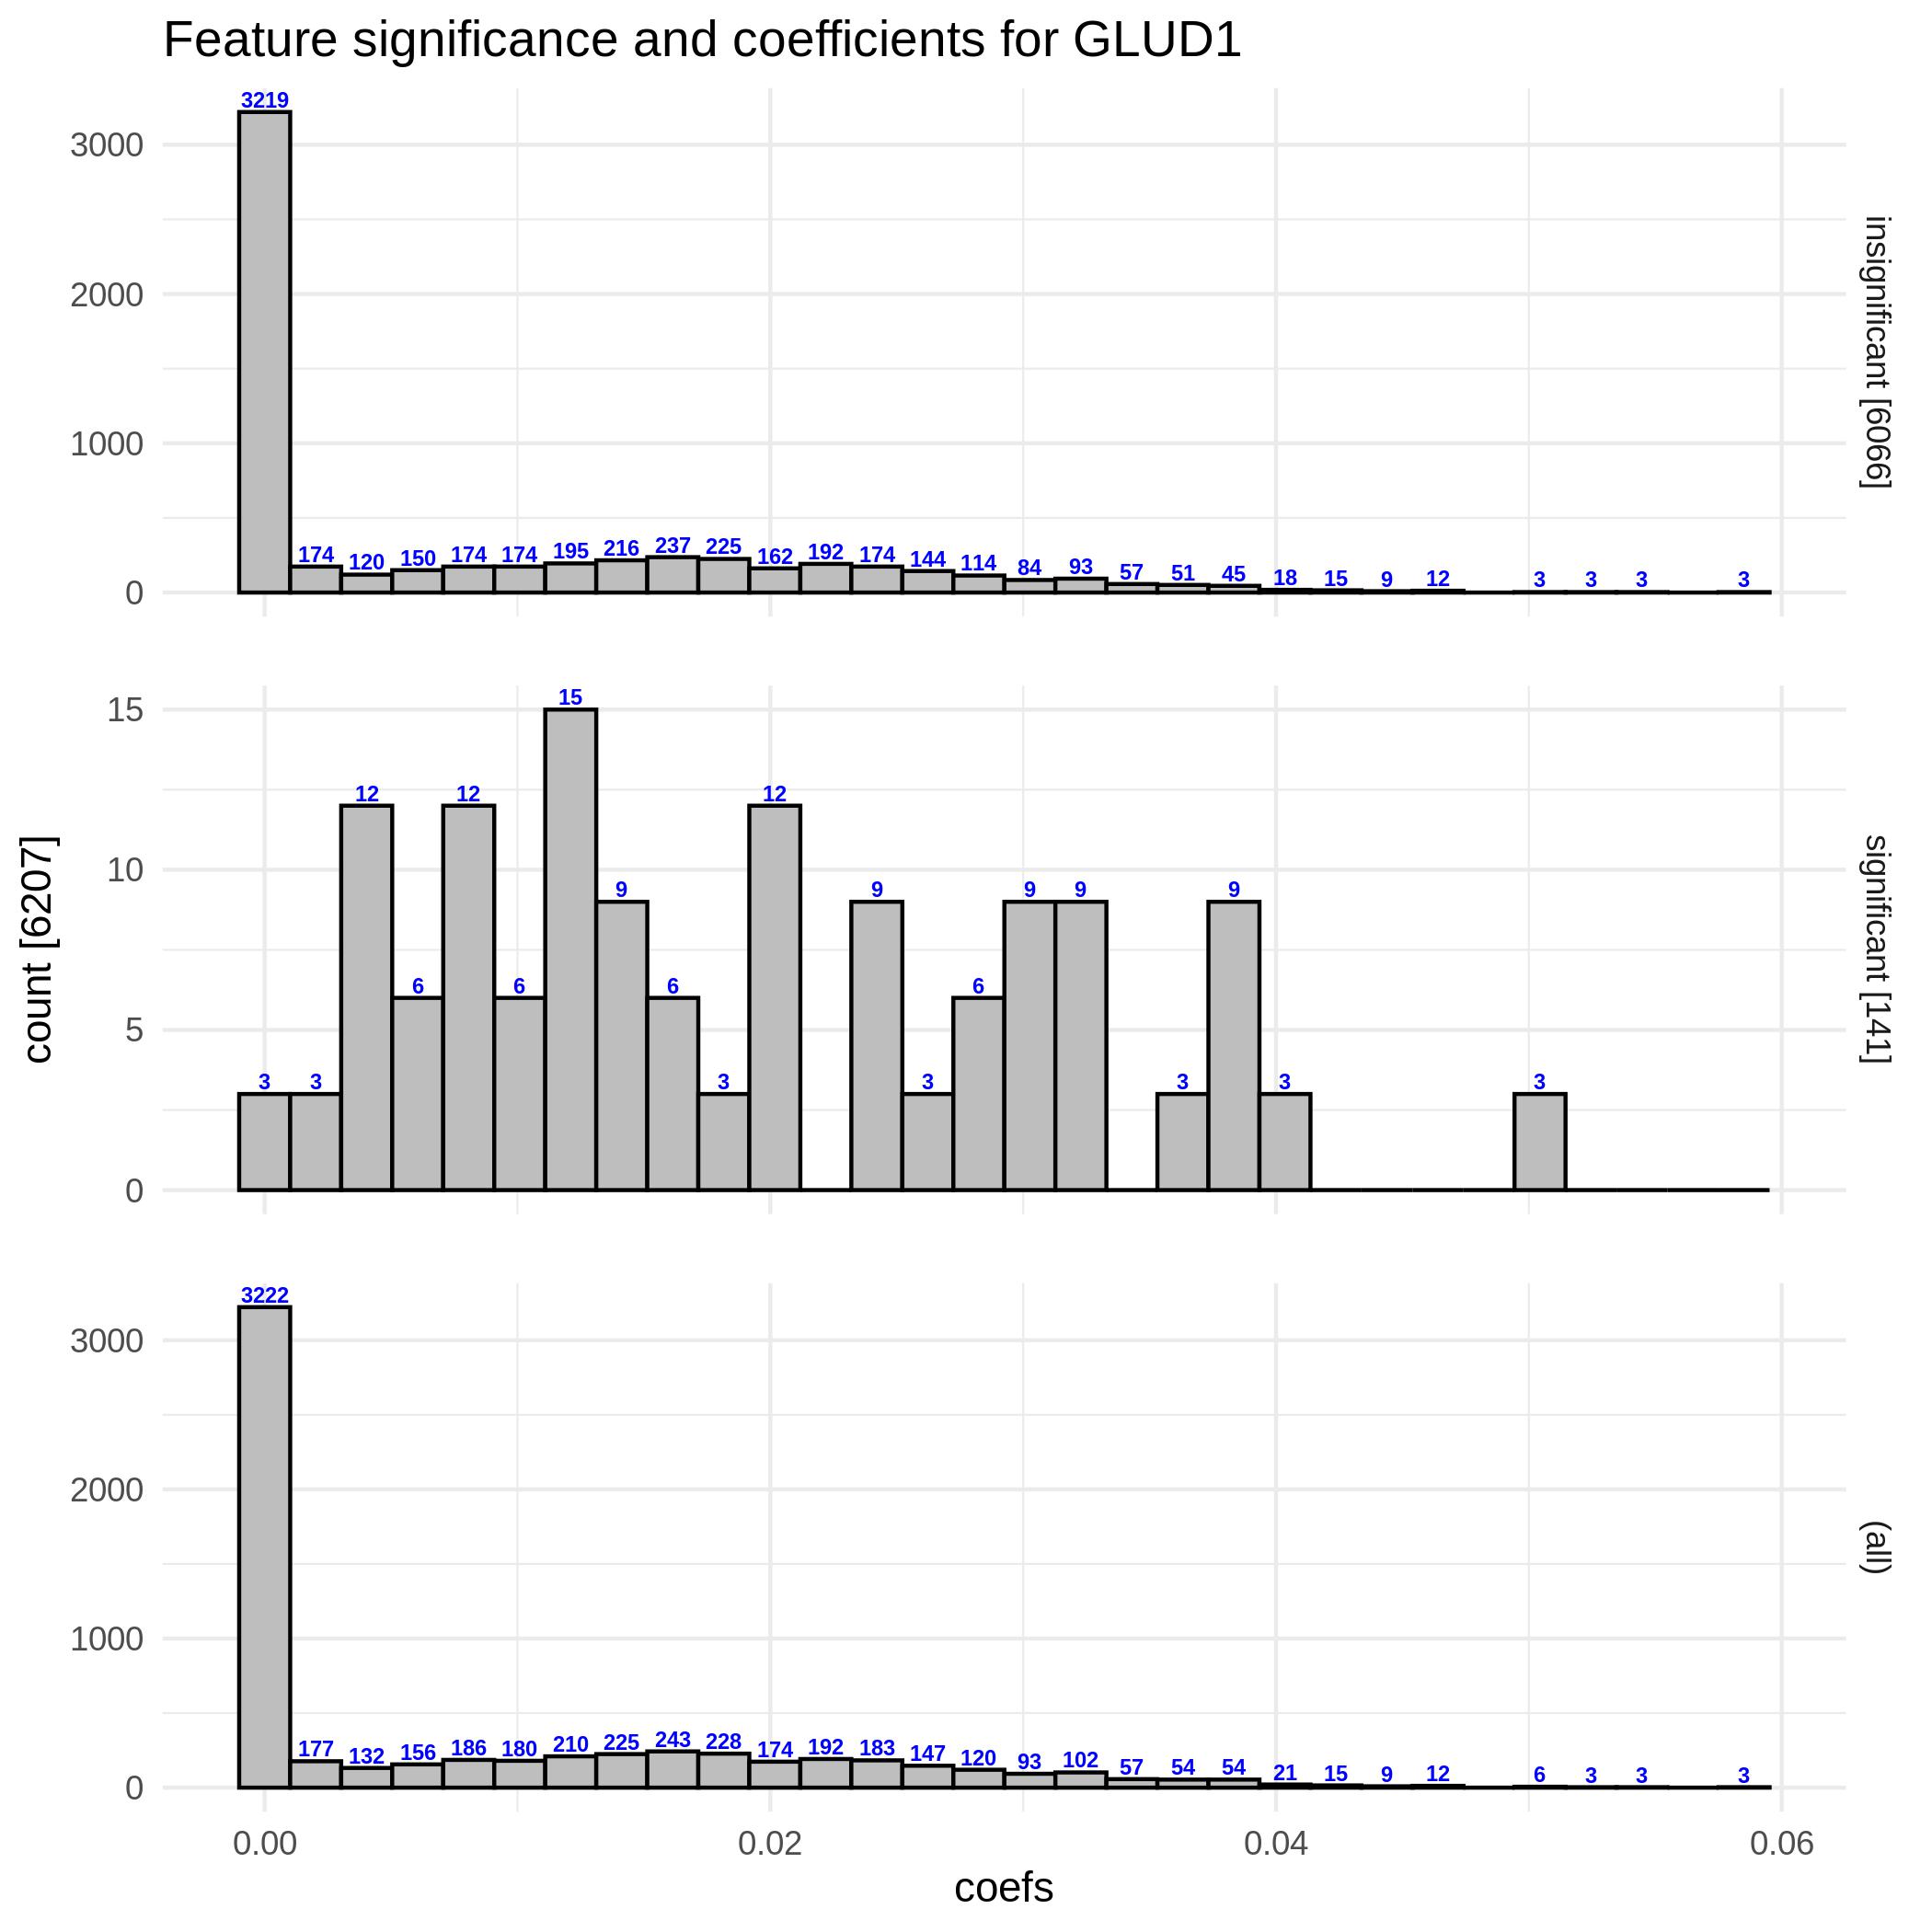 Feature significance and coefficients for GLUD1
3219
3000
2000
1000
0
174 120 150 174 174 195 216 237 225 162 192 174 144 114 84 93 57 51 45 18 15 9 12 3 3 3 3
insignificant [6066]
count [6207]
15
10
5
0
3 3 12 6 12 6 15 9 6 3 12 9 3 6 9 9 3 9 3 3
significant [141]
3222
3000
2000
1000
0
177 132 156 186 180 210 225 243 228 174 192 183 147 120 93 102 57 54 54 21 15 9 12 6 3 3 3
(all)
0.00 0.02 0.04 0.06
coefs